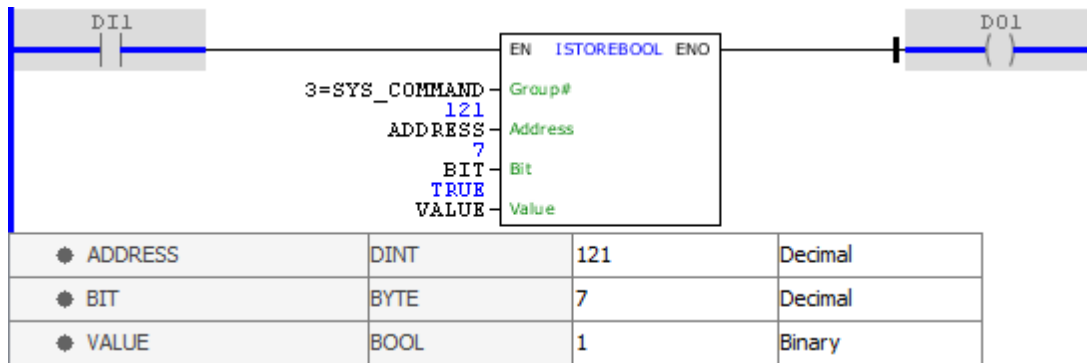 DI1 DO1
EN ISTOREBOOL ENO
3=SYS_COMMAND Group#
121
ADDRESS Address
7
BIT Bit
TRUE
VALUE Value
ADDRESS DINT 121 Decimal
BIT BYTE 7 Decimal
VALUE BOOL 1 Binary